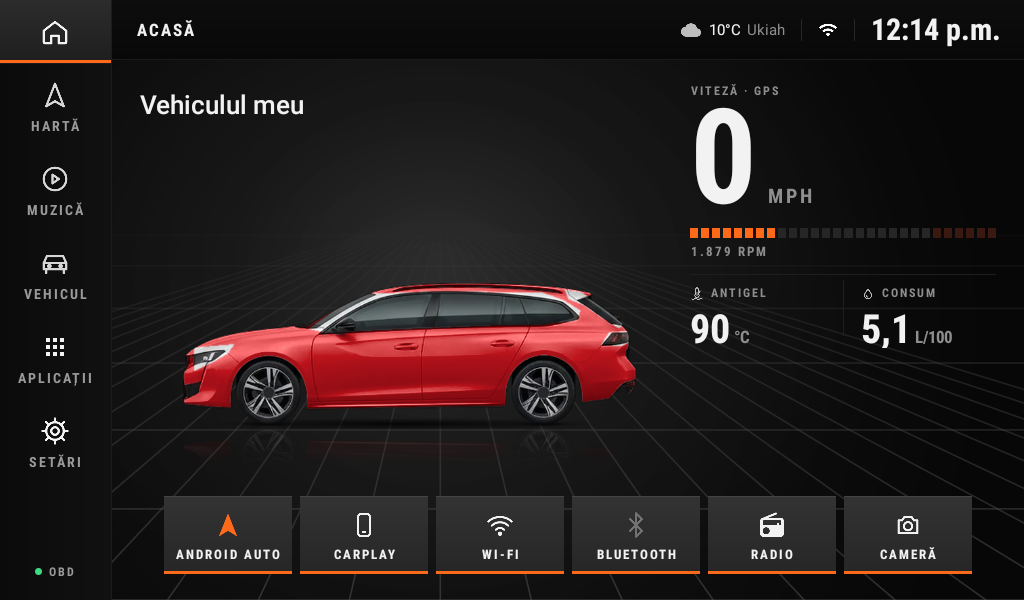 ACASĂ
10°C Ukiah
12:14 p.m.
HARTĂ
MUZICĂ
VEHICUL
APLICAȚII
SETĂRI
OBD
Vehiculul meu
VITEZĂ · GPS
0 MPH
1.879 RPM
ANTIGEL
90 °C
CONSUM
5,1 L/100
ANDROID AUTO
CARPLAY
WI-FI
BLUETOOTH
RADIO
CAMERĂ